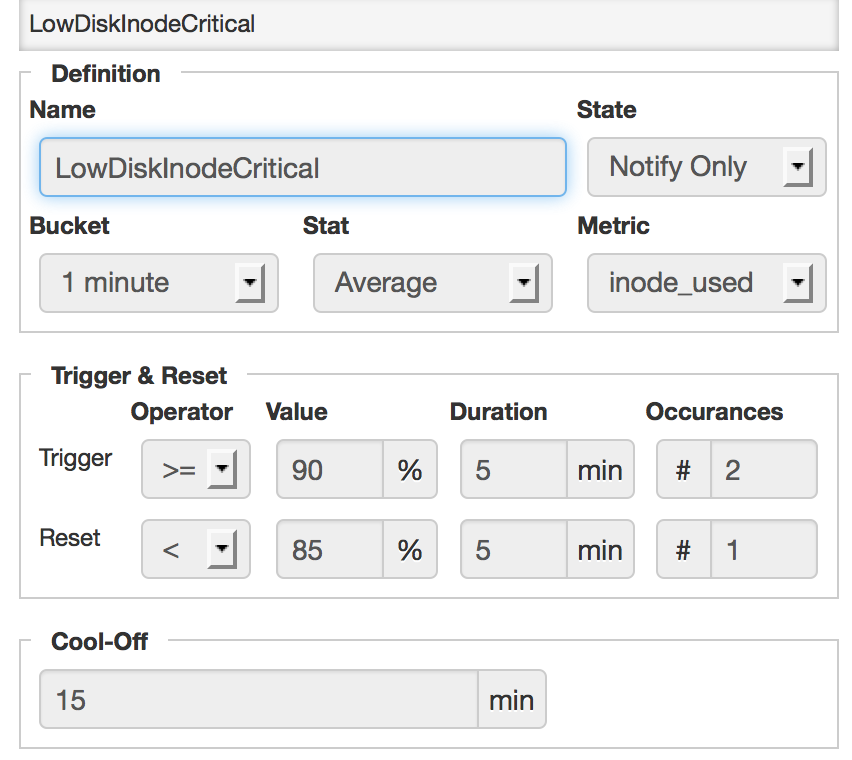 LowDiskInodeCritical
Definition
Name State
LowDiskInodeCritical Notify Only
Bucket Stat Metric
1 minute Average inode_used
Trigger & Reset
Operator Value Duration Occurances
Trigger >= 90 % 5 min # 2
Reset < 85 % 5 min # 1
Cool-Off
15 min